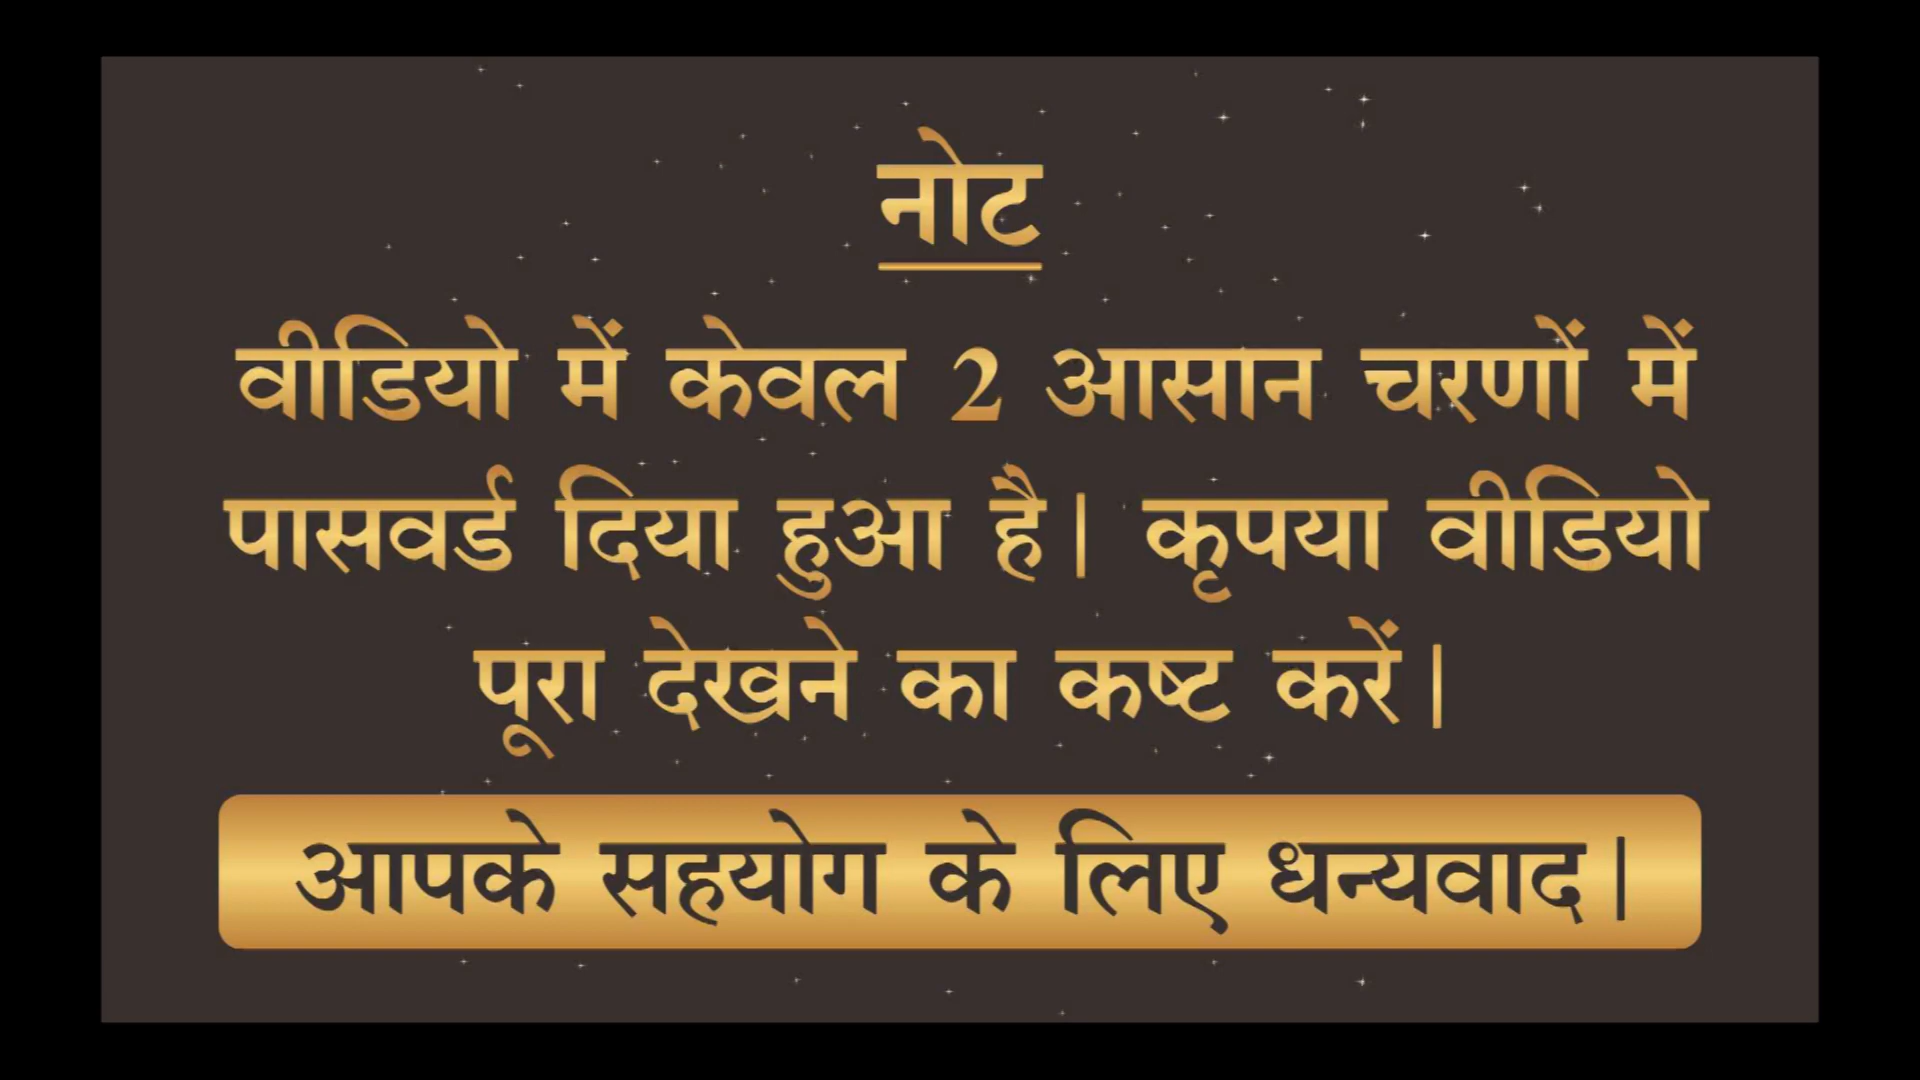 नोट
वीडियो में केवल 2 आसान चरणों में
पासवर्ड दिया हुआ है। कृपया वीडियो
पूरा देखने का कष्ट करें।
आपके सहयोग के लिए धन्यवाद।